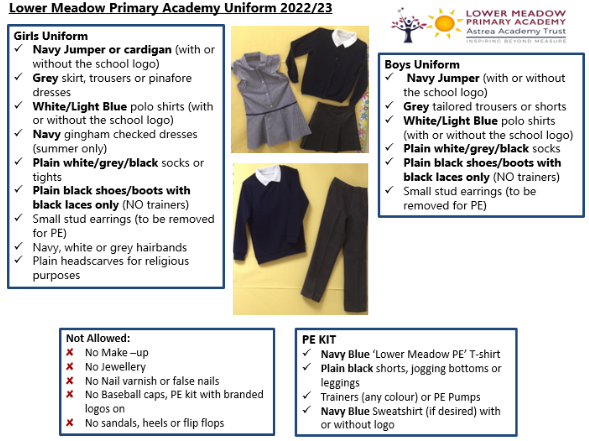 Lower Meadow Primary Academy Uniform 2022/23
LOWER MEADOW
PRIMARY ACADEMY
Astrea Academy Trust
INSPIRING BEYOND MEASURE
Girls Uniform
✓ Navy Jumper or cardigan (with or
without the school logo)
✓ Grey skirt, trousers or pinafore
dresses
✓ White/Light Blue polo shirts (with
or without the school logo)
✓ Navy gingham checked dresses
(summer only)
✓ Plain white/grey/black socks or
tights
✓ Plain black shoes/boots with
black laces only (NO trainers)
✓ Small stud earrings (to be removed
for PE)
✓ Navy, white or grey hairbands
✓ Plain headscarves for religious
purposes
Boys Uniform
✓ Navy Jumper (with or without
the school logo)
✓ Grey tailored trousers or shorts
✓ White/Light Blue polo shirts
(with or without the school logo)
✓ Plain white/grey/black socks
✓ Plain black shoes/boots with
black laces only (NO trainers)
✓ Small stud earrings (to be
removed for PE)
Not Allowed:
✘ No Make –up
✘ No Jewellery
✘ No Nail varnish or false nails
✘ No Baseball caps, PE kit with branded
logos on
✘ No sandals, heels or flip flops
PE KIT
✓ Navy Blue ‘Lower Meadow PE’ T-shirt
✓ Plain black shorts, jogging bottoms or
leggings
✓ Trainers (any colour) or PE Pumps
✓ Navy Blue Sweatshirt (if desired) with
or without logo